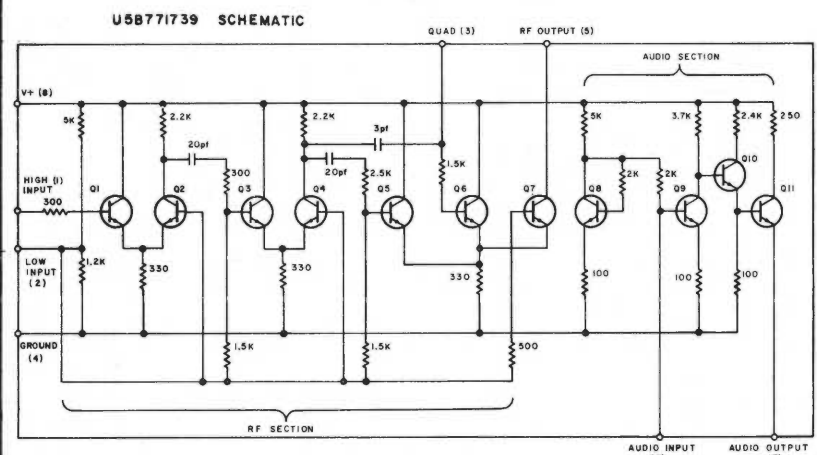 U5B771739 SCHEMATIC
QUAD (3)
RF OUTPUT (5)
AUDIO SECTION
V+ (8)
5K
2.2K
2.2K
5K
3.7K
2.4K
250
20pf
3pf
20pf
HIGH (1)
INPUT
300
Q1
Q2
300
Q3
Q4
2.5K
Q5
1.5K
Q6
Q7
Q8
2K
2K
Q9
Q10
Q11
LOW
INPUT
(2)
1.2K
330
330
330
100
100
100
GROUND
(4)
1.5K
1.5K
500
RF SECTION
AUDIO INPUT
AUDIO OUTPUT